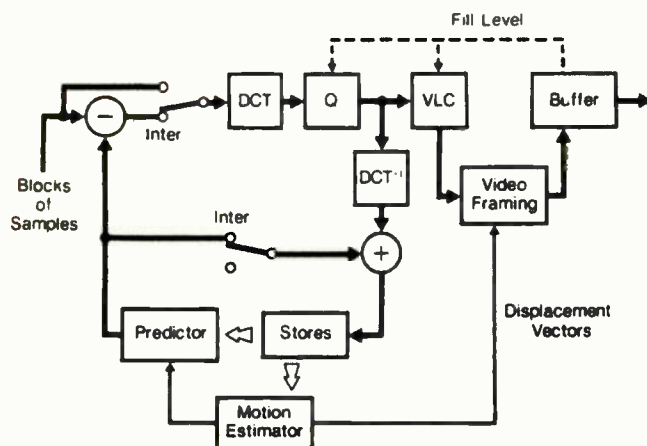 Fill Level
DCT
Q
VLC
Buffer
−
Inter
Blocks
of
Samples
DCT⁻¹
Video
Framing
Inter
+
Displacement
Vectors
Predictor
Stores
Motion
Estimator